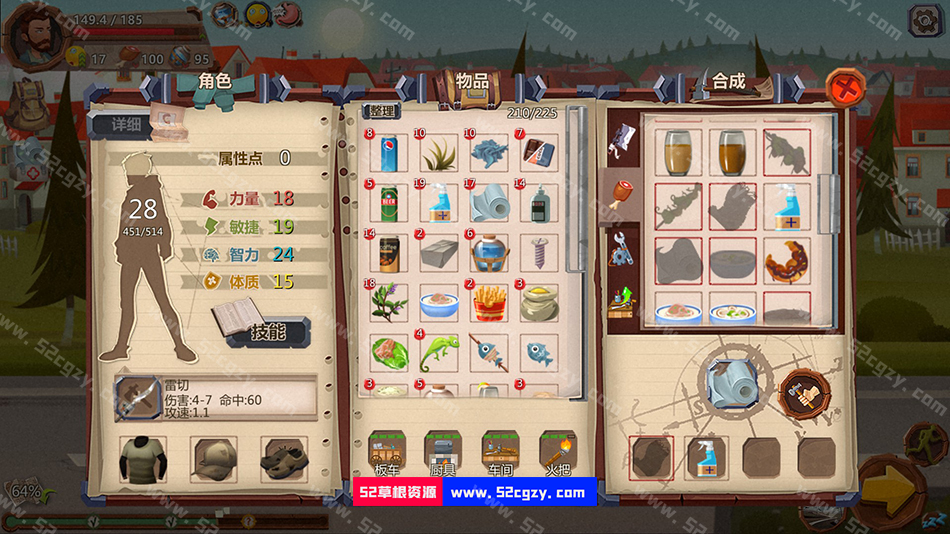 149.4 / 185
17 100 95
角色 物品 合成
详细 整理 210/225
属性点 0
8 10 10 7
28
451/514
力量 18
敏捷 19
智力 24
体质 15
5 19 17 14
14 2 6
18 2 3
技能
4
雷切
伤害:4-7 命中:60
攻速:1.1
3 5 3
板车 厨具 车间 火把
64%
52草根资源 www.52cgzy.com